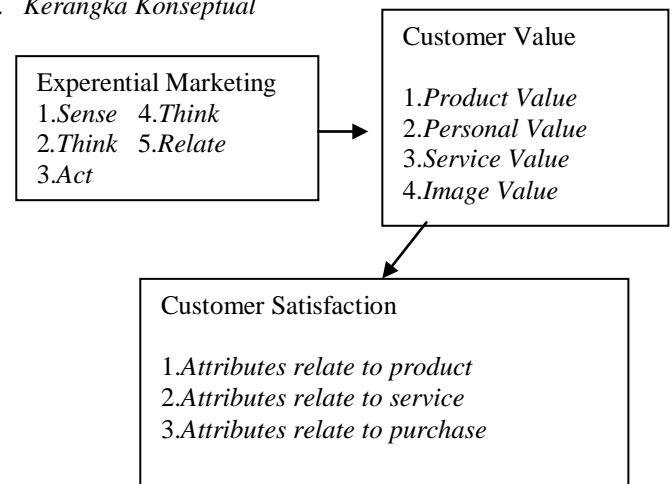 . Kerangka Konseptual
Customer Value
1.Product Value
2.Personal Value
3.Service Value
4.Image Value
Experential Marketing
1.Sense 4.Think
2.Think 5.Relate
3.Act
Customer Satisfaction
1.Attributes relate to product
2.Attributes relate to service
3.Attributes relate to purchase